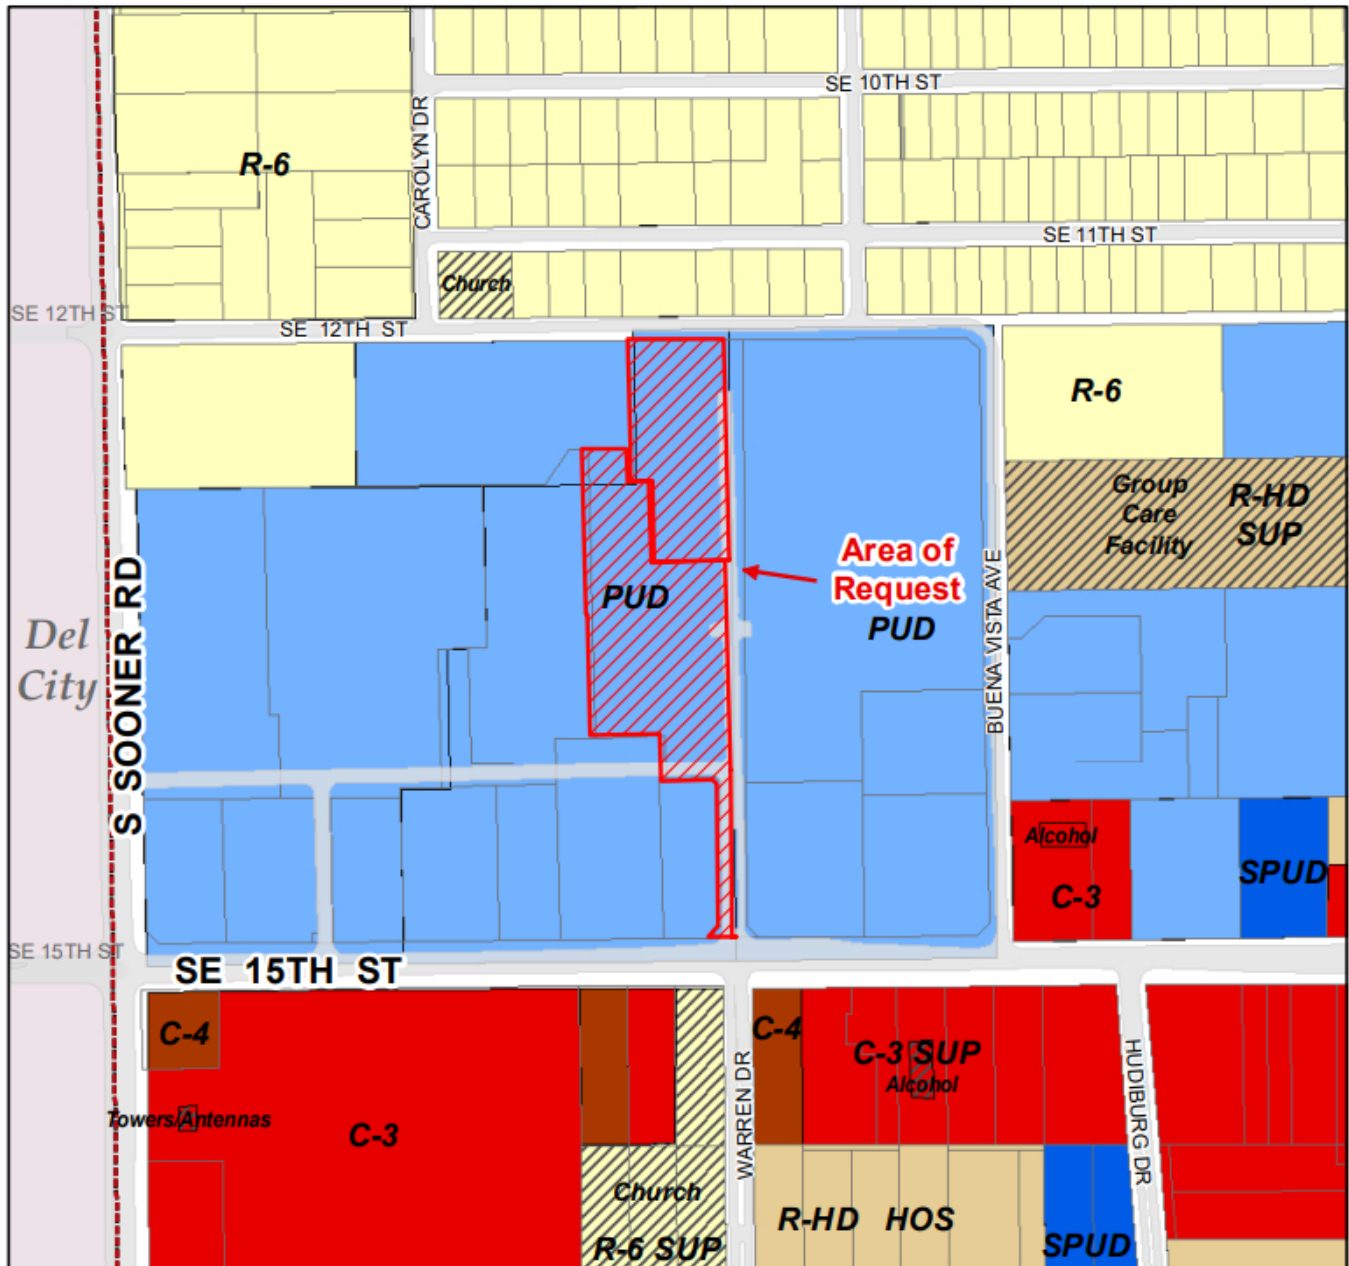 SE 10TH ST
CAROLYN DR
R-6
SE 11TH ST
Church
SE 12TH ST
SE 12TH ST
R-6
Group
Care
Facility
R-HD
SUP
Area of
Request
PUD
PUD
BUENA VISTA AVE
Del
City
S SOONER RD
Alcohol
C-3
SPUD
SE 15TH ST
SE 15TH ST
C-4
C-4
C-3 SUP
Alcohol
HUDIBURG DR
WARREN DR
Towers/Antennas
C-3
Church
R-6 SUP
R-HD HOS
SPUD